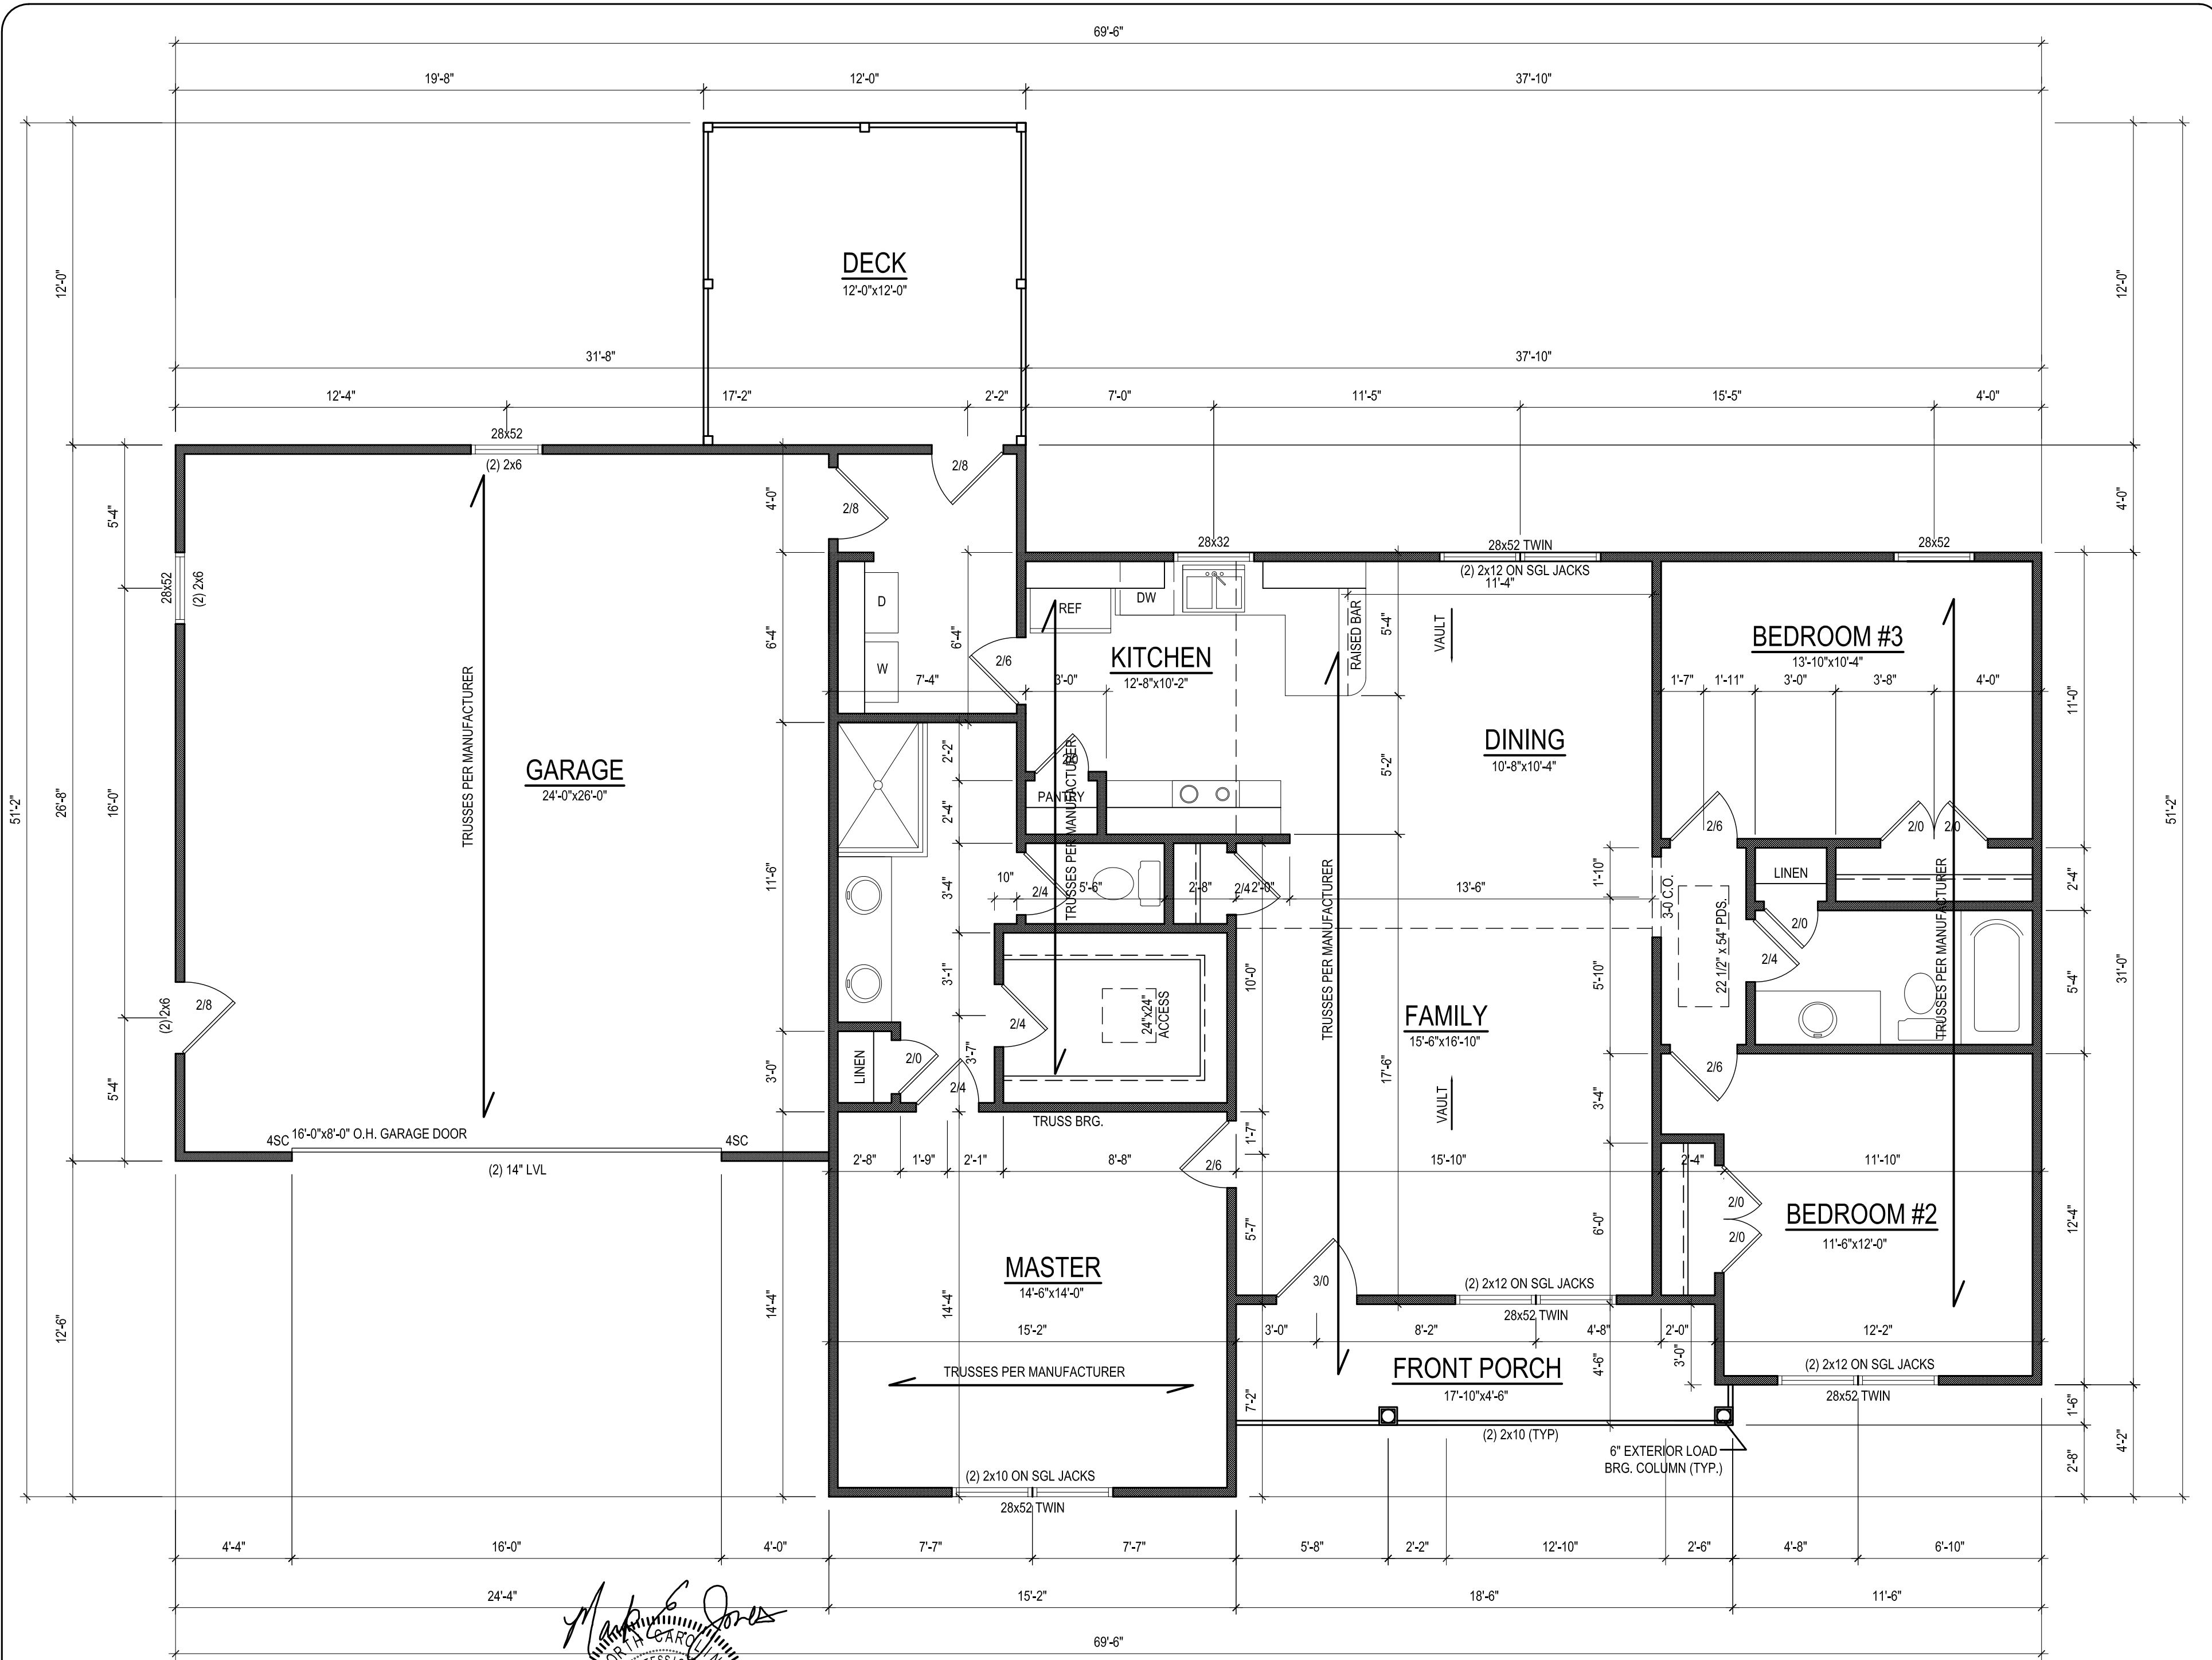 69'-6"
19'-8" 12'-0" 37'-10"
DECK
12'-0"x12'-0"
12'-0" 12'-0"
31'-8" 37'-10"
12'-4" 17'-2" 2'-2" 7'-0" 11'-5" 15'-5" 4'-0"
28x52
(2) 2x6
2/8
2/8
4'-0"
4'-0"
5'-4"
28x52
(2) 2x6
28x32
28x52 TWIN
(2) 2x12 ON SGL JACKS
11'-4"
28x52
D
W
6'-4"
6'-4"
7'-4"
2/6
3'-0"
REF
DW
KITCHEN
12'-8"x10'-2"
RAISED BAR
5'-4"
VAULT
BEDROOM #3
13'-10"x10'-4"
1'-7" 1'-11" 3'-0" 3'-8" 4'-0"
11'-0"
TRUSSES PER MANUFACTURER
GARAGE
24'-0"x26'-0"
51'-2"
26'-8"
16'-0"
51'-2"
31'-0"
DINING
10'-8"x10'-4"
5'-2"
2'-2"
2'-4"
2/0
PANTRY
TRUSSES PER MANUFACTURER
11'-6"
3'-4"
10"
2/4
5'-6"
2'-8"
2/4
2'-0"
13'-6"
TRUSSES PER MANUFACTURER
2/6
2/0
2/0
1'-10"
3-0 C.O.
22 1/2" x 54" PDS.
LINEN
2/0
2/4
2'-4"
5'-4"
TRUSSES PER MANUFACTURER
3'-1"
2/4
24"x24"
ACCESS
10'-0"
5'-10"
FAMILY
15'-6"x16'-10"
17'-6"
VAULT
2/8
(2) 2x6
5'-4"
LINEN
2/0
3'-7"
2/4
3'-0"
2/6
3'-4"
4SC
16'-0"x8'-0" O.H. GARAGE DOOR
4SC
(2) 14" LVL
TRUSS BRG.
1'-7"
2'-8" 1'-9" 2'-1" 8'-8" 2/6 15'-10" 2'-4" 11'-10"
2/0
2/0
BEDROOM #2
11'-6"x12'-0"
12'-4"
5'-7"
6'-0"
MASTER
14'-6"x14'-0"
14'-4"
14'-4"
12'-6"
3/0
(2) 2x12 ON SGL JACKS
28x52 TWIN
15'-2" 3'-0" 8'-2" 4'-8" 2'-0" 12'-2"
3'-0"
4'-6"
TRUSSES PER MANUFACTURER
7'-2"
FRONT PORCH
17'-10"x4'-6"
(2) 2x12 ON SGL JACKS
28x52 TWIN
1'-6"
4'-2"
2'-8"
(2) 2x10 (TYP)
6" EXTERIOR LOAD
BRG. COLUMN (TYP.)
(2) 2x10 ON SGL JACKS
28x52 TWIN
4'-4" 16'-0" 4'-0" 7'-7" 7'-7" 5'-8" 2'-2" 12'-10" 2'-6" 4'-8" 6'-10"
24'-4" 15'-2" 18'-6" 11'-6"
Mark E Jones
69'-6"